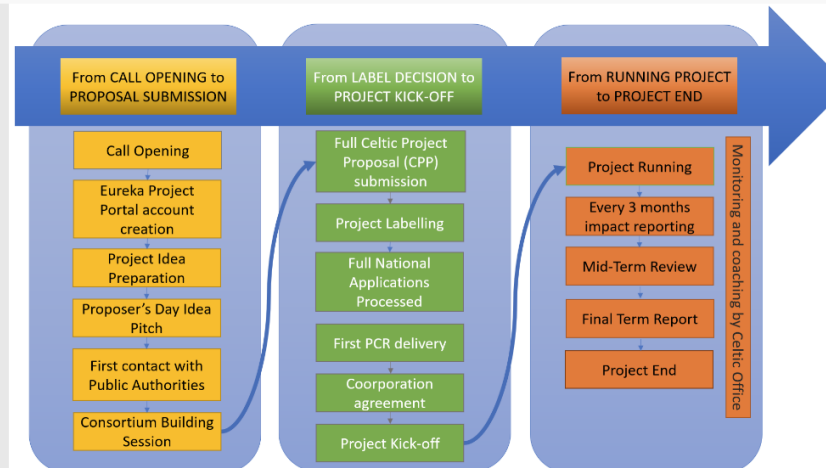 From CALL OPENING to
PROPOSAL SUBMISSION
Call Opening
Eureka Project
Portal account
creation
Project Idea
Preparation
Proposer's Day Idea
Pitch
First contact with
Public Authorities
Consortium Building
Session
From LABEL DECISION to
PROJECT KICK-OFF
Full Celtic Project
Proposal (CPP)
submission
Project Labelling
Full National
Applications
Processed
First PCR delivery
Coorporation
agreement
Project Kick-off
From RUNNING PROJECT
to PROJECT END
Project Running
Every 3 months
impact reporting
Mid-Term Review
Final Term Report
Project End
Monitoring and coaching by Celtic Office